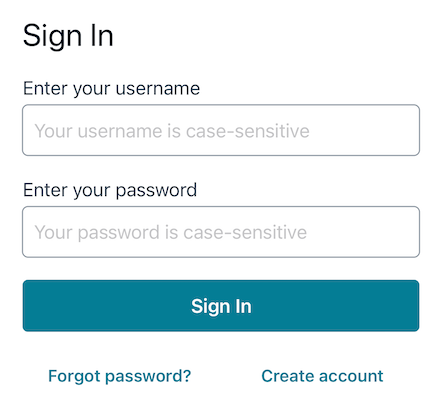 Sign In
Enter your username
Your username is case-sensitive
Enter your password
Your password is case-sensitive
Sign In
Forgot password? Create account